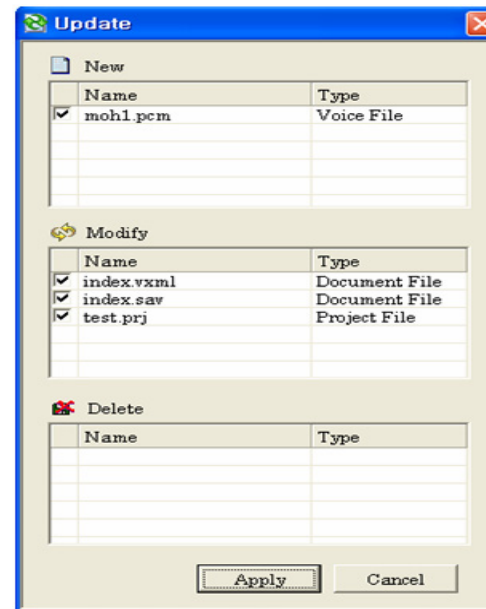 Update
New
Name Type
moh1.pcm Voice File
Modify
Name Type
index.vxml Document File
index.sav Document File
test.prj Project File
Delete
Name Type
Apply Cancel